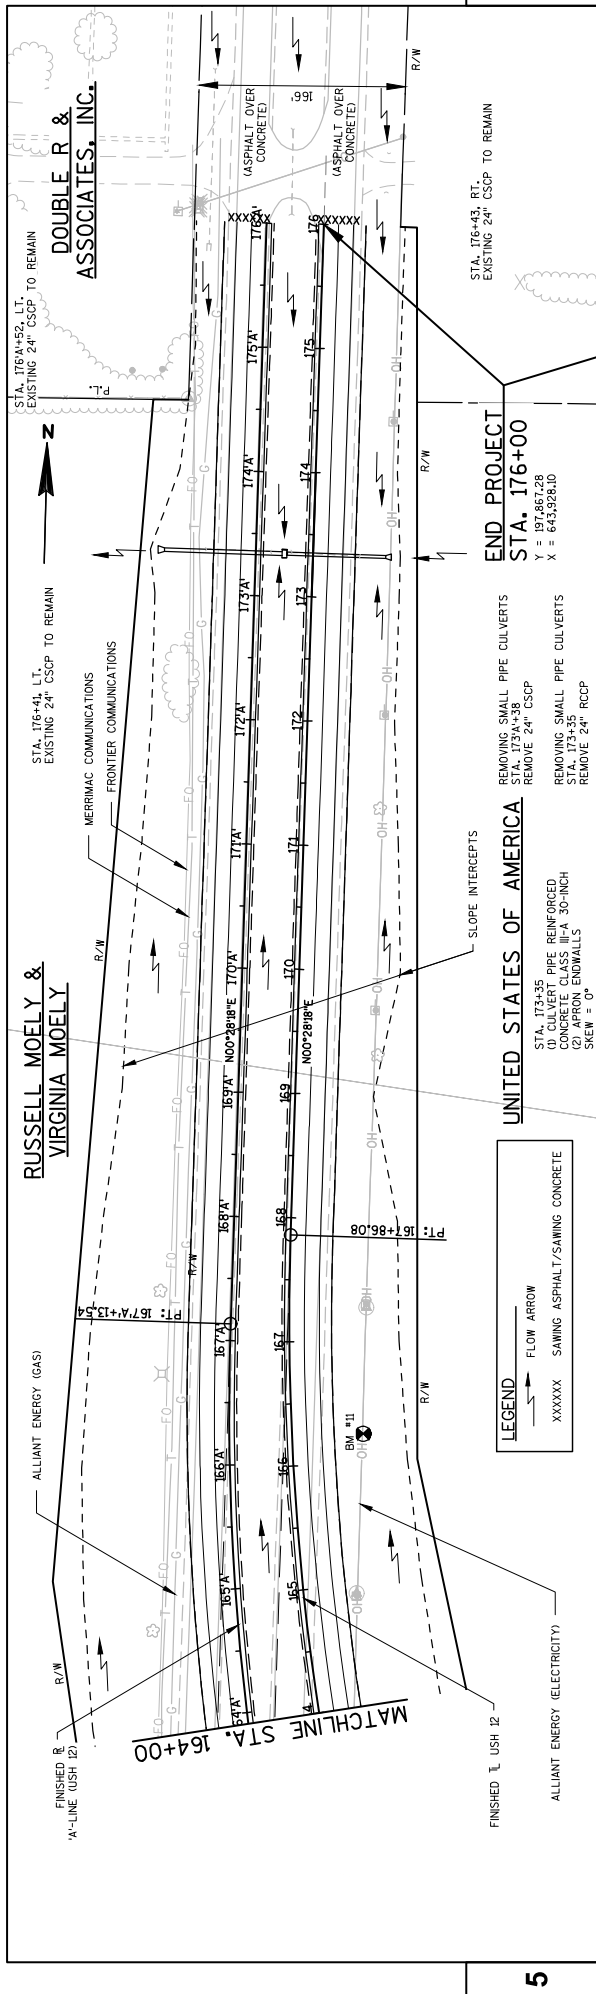 DOUBLE R &
ASSOCIATES, INC.
STA. 176'A'+52, LT.
EXISTING 24" CSCP TO REMAIN
P.L.
N
STA. 176+41, LT.
EXISTING 24" CSCP TO REMAIN
MERRIMAC COMMUNICATIONS
FRONTIER COMMUNICATIONS
R/W
RUSSELL MOELY &
VIRGINIA MOELY
ALLIANT ENERGY (GAS)
R/W
FINISHED
'A'-LINE (USH 12)
MATCHLINE STA. 164+00
PT: 167'A'+13.54
R/W
165'A'
166'A'
167'A'
168'A'
169'A'
N00°28'18"E
170'A'
171'A'
172'A'
173'A'
174'A'
175'A'
176'A'
XXXXXX
(ASPHALT OVER
CONCRETE)
166'
R/W
165
166
167
168
169
N00°28'18"E
170
171
172
173
174
175
176
XXXXXX
(ASPHALT OVER
CONCRETE)
PT: 167+86.08
BM #11
T
FO
G
OH
R/W
R/W
STA. 176+43, RT.
EXISTING 24" CSCP TO REMAIN
END PROJECT
STA. 176+00
Y = 197,867.28
X = 643,928.10
SLOPE INTERCEPTS
REMOVING SMALL PIPE CULVERTS
STA. 173'A'+38
REMOVE 24" CSCP
REMOVING SMALL PIPE CULVERTS
STA. 173+35
REMOVE 24" RCCP
UNITED STATES OF AMERICA
STA. 173+35
(1) CULVERT PIPE REINFORCED
CONCRETE CLASS III-A 30-INCH
(2) APRON ENDWALLS
SKEW = 0°
LEGEND
FLOW ARROW
XXXXXX SAWING ASPHALT/SAWING CONCRETE
FINISHED USH 12
ALLIANT ENERGY (ELECTRICITY)
5